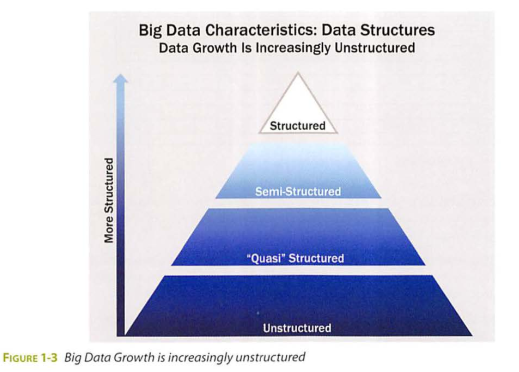 Big Data Characteristics: Data Structures
Data Growth Is Increasingly Unstructured
Structured
More Structured
Semi-Structured
"Quasi" Structured
Unstructured
FIGURE 1-3 Big Data Growth is increasingly unstructured